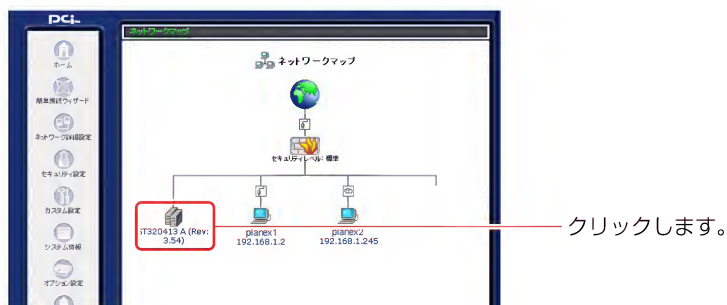 PCi
ネットワークマップ
ネットワークマップ
ホーム
簡単接続ウィザード
ネットワーク詳細設定
セキュリティ設定
カスタム設定
システム情報
オプション設定
セキュリティレベル: 標準
ST320413 A (Rev:
3.54)
planex1
192.168.1.2
planex2
192.168.1.245
クリックします。